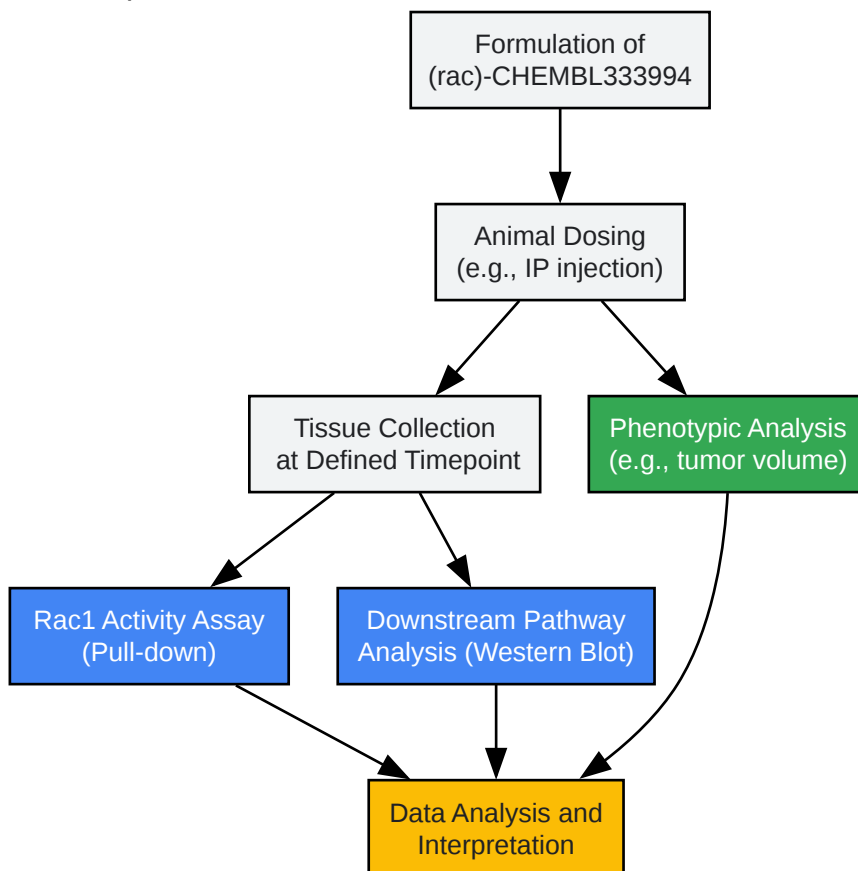 Formulation of
(rac)-CHEMBL333994
Animal Dosing
(e.g., IP injection)
Tissue Collection
at Defined Timepoint
Phenotypic Analysis
(e.g., tumor volume)
Rac1 Activity Assay
(Pull-down)
Downstream Pathway
Analysis (Western Blot)
Data Analysis and
Interpretation